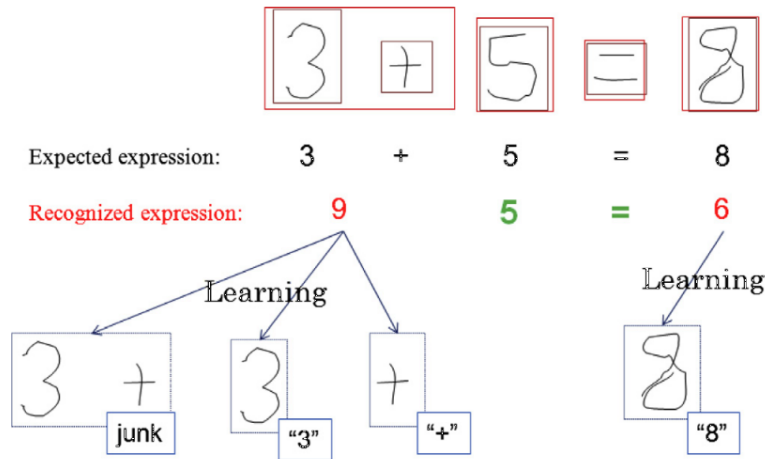 3 + 5 = 8
Expected expression: 3 + 5 = 8
Recognized expression: 9 5 = 6
Learning Learning
3 + 3 + 8
junk "3" "+" "8"